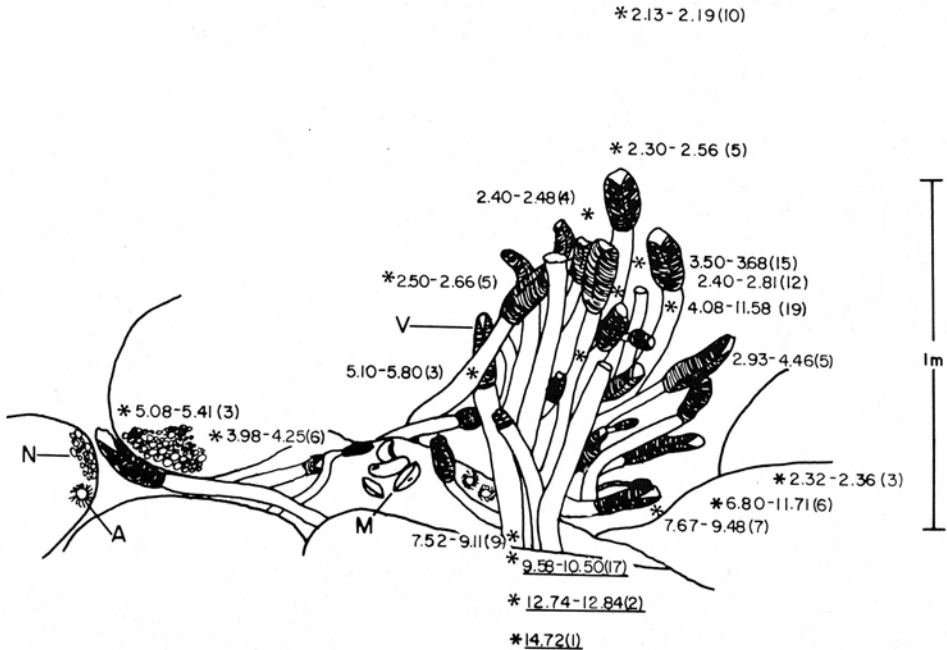 * 2.13-2.19(10)
* 2.30-2.56 (5)
2.40-2.48(4)
*
3.50-3.68(15)
*
2.40-2.81(12)
* 2.50-2.66(5)
*
4.08-11.58 (19)
*
V
2.93-4.46(5)
5.10-5.80(3)
*
*
1m
* 5.08-5.41 (3)
* 3.98-4.25(6)
N
* 2.32-2.36 (3)
* 6.80-11.71(6)
*
7.67-9.48(7)
A
M
7.52-9.11(9) *
* 9.58-10.50(17)
* 12.74-12.84(2)
* 14.72(1)